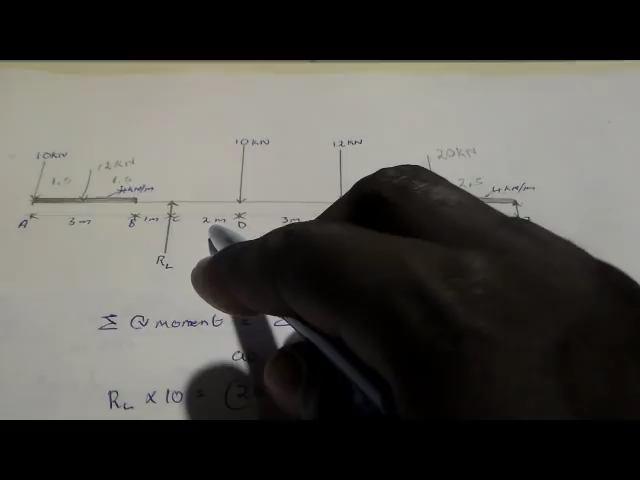 10KN 12KN 10KN 12KN 20KN
1.5 1.5 4KN/m 2.5 4KN/m
A 3m B 1m C 2m D 3m
RL
Σ moment =
RL × 10 = (2